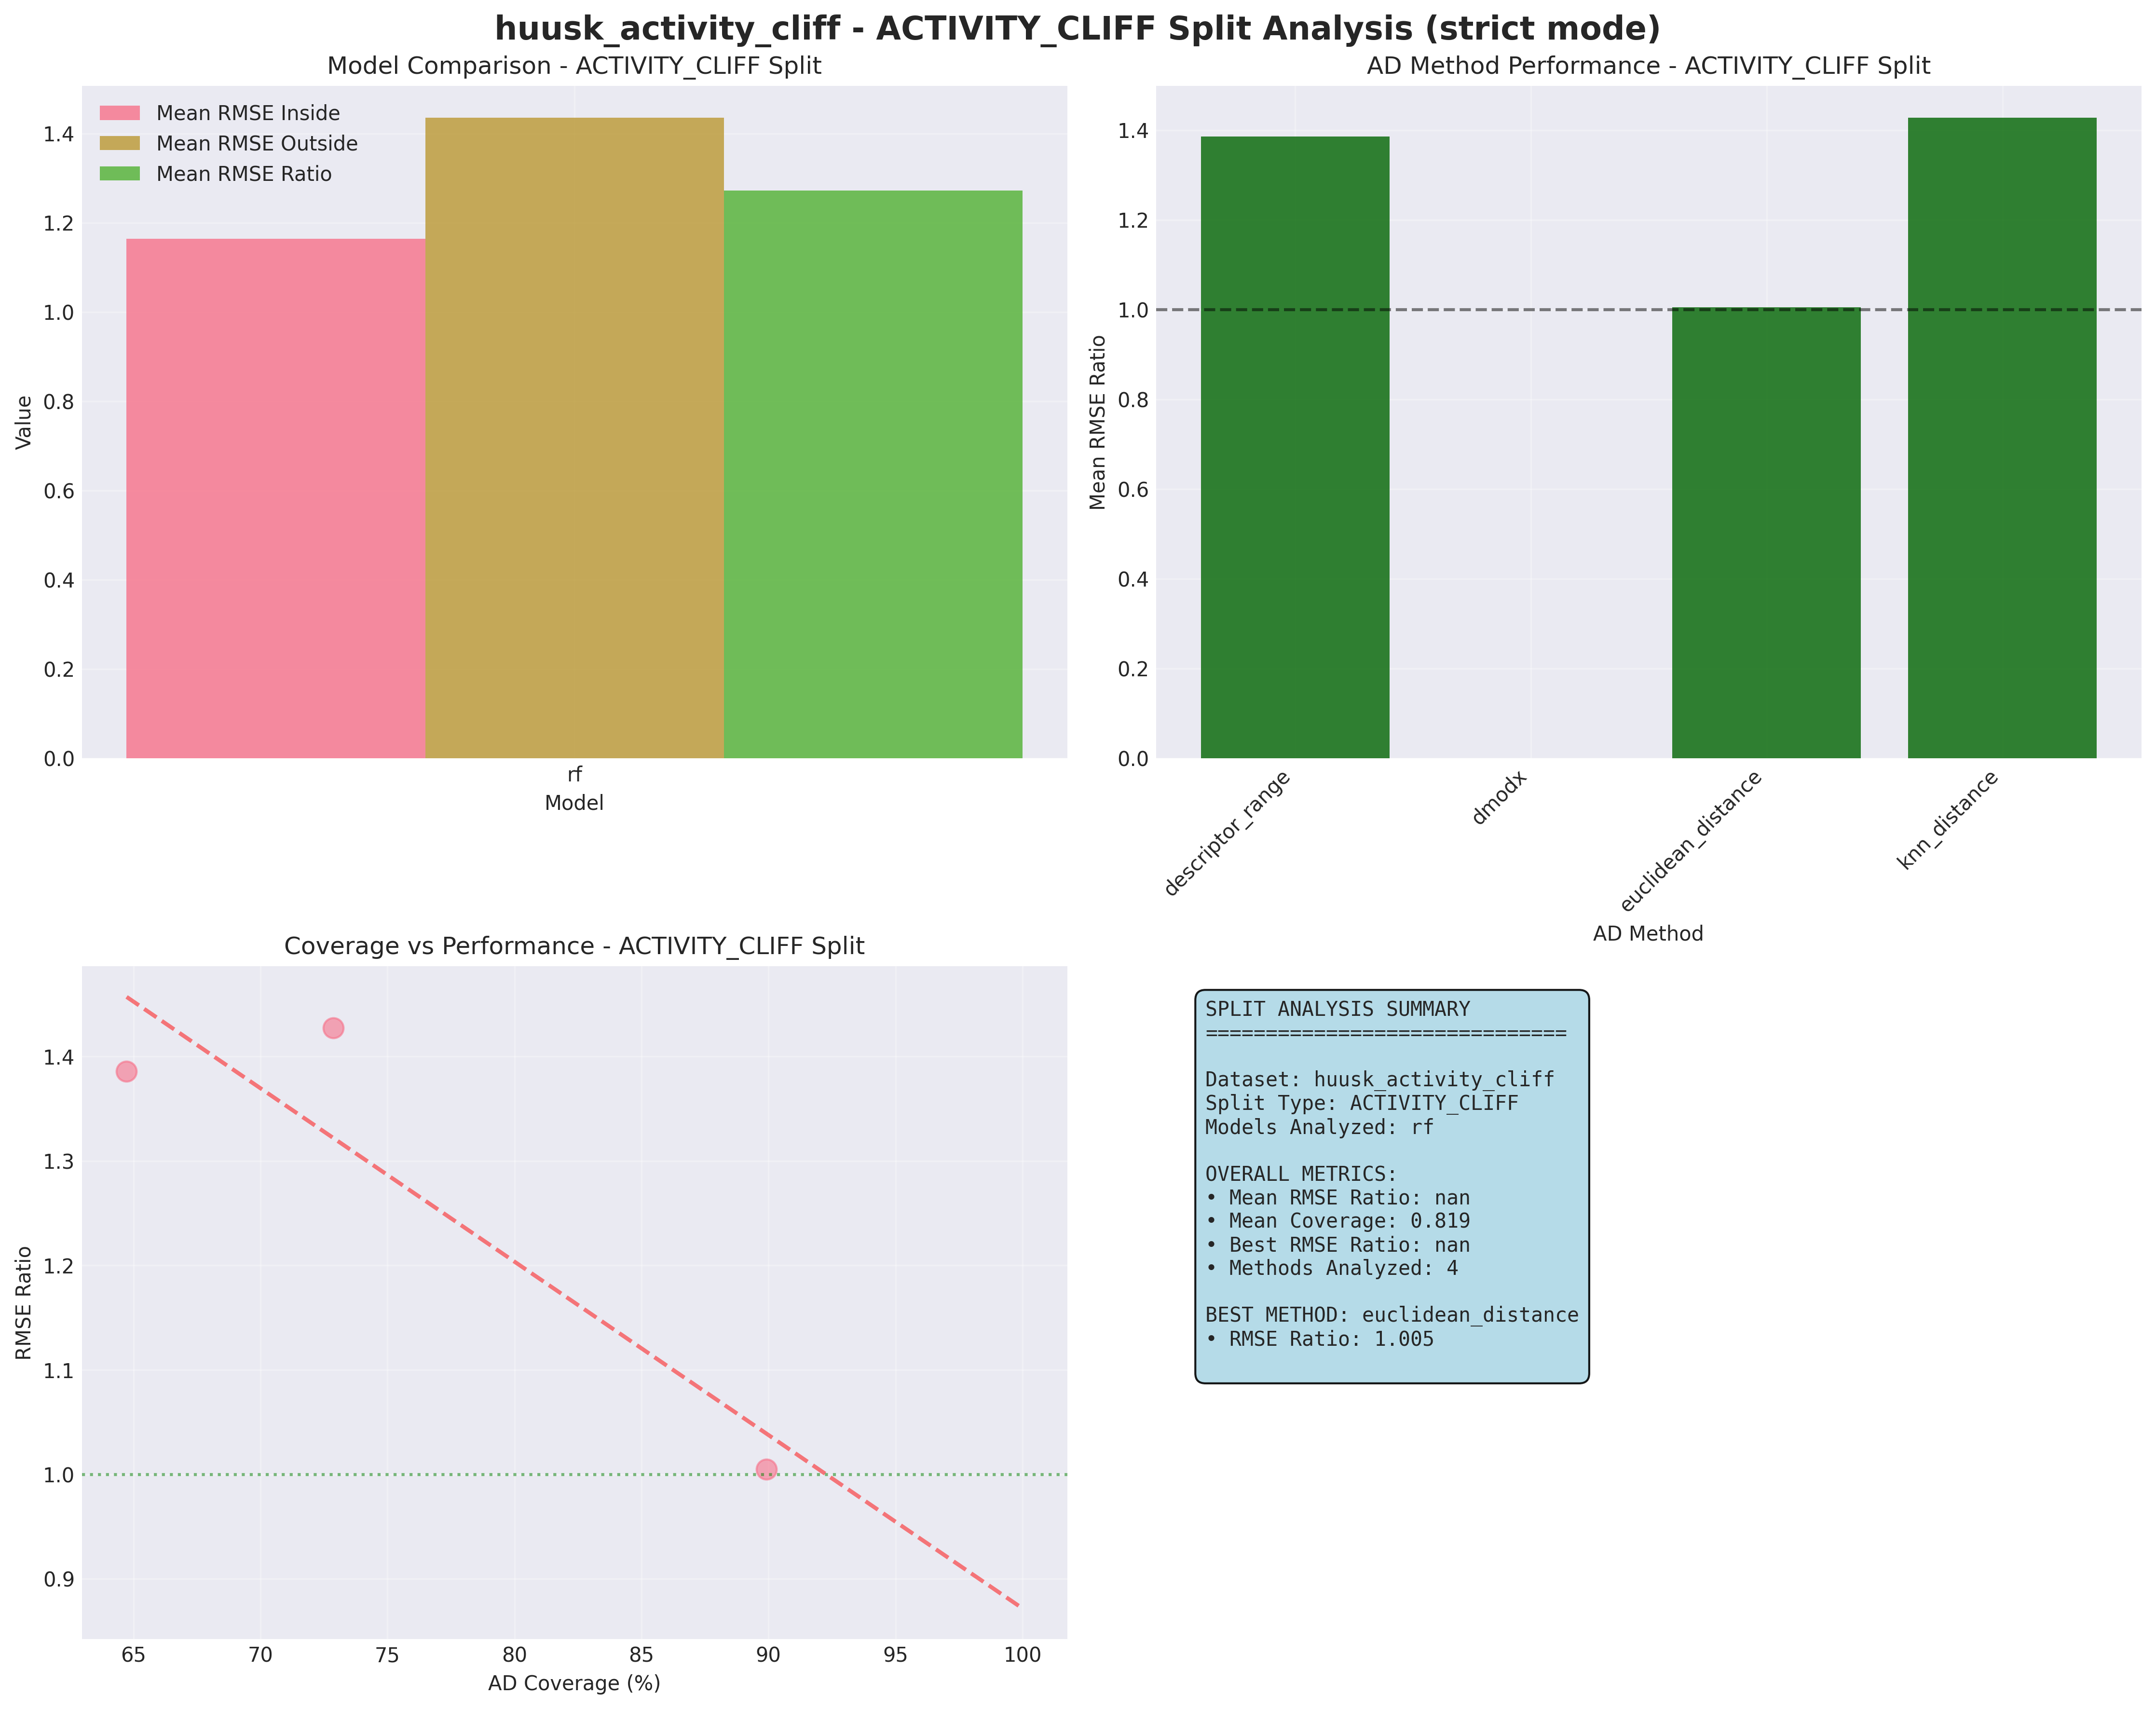 huusk_activity_cliff - ACTIVITY_CLIFF Split Analysis (strict mode)
Model Comparison - ACTIVITY_CLIFF Split
Mean RMSE Inside
Mean RMSE Outside
Mean RMSE Ratio
Value
1.4
1.2
1.0
0.8
0.6
0.4
0.2
0.0
rf
Model
AD Method Performance - ACTIVITY_CLIFF Split
Mean RMSE Ratio
1.4
1.2
1.0
0.8
0.6
0.4
0.2
0.0
descriptor_range
dmodx
euclidean_distance
knn_distance
AD Method
Coverage vs Performance - ACTIVITY_CLIFF Split
RMSE Ratio
1.4
1.3
1.2
1.1
1.0
0.9
65 70 75 80 85 90 95 100
AD Coverage (%)
SPLIT ANALYSIS SUMMARY
==============================
Dataset: huusk_activity_cliff
Split Type: ACTIVITY_CLIFF
Models Analyzed: rf
OVERALL METRICS:
• Mean RMSE Ratio: nan
• Mean Coverage: 0.819
• Best RMSE Ratio: nan
• Methods Analyzed: 4
BEST METHOD: euclidean_distance
• RMSE Ratio: 1.005